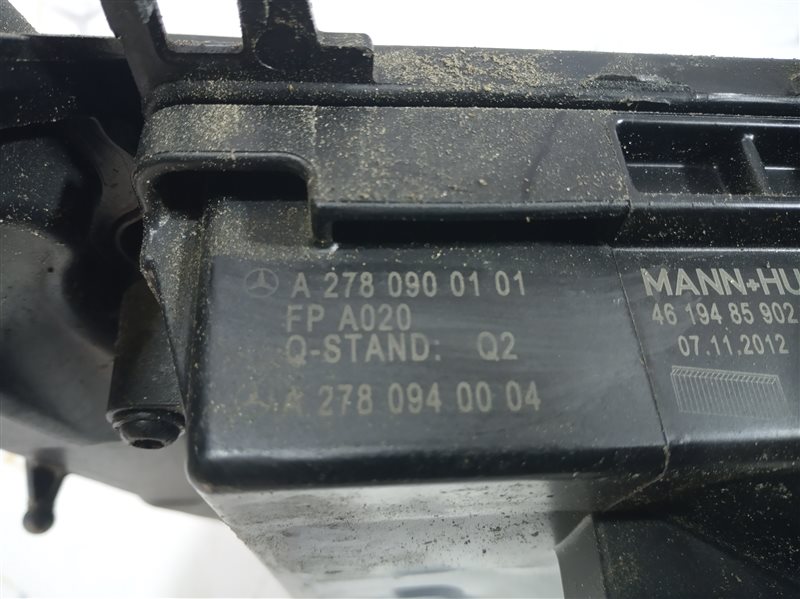 A 278 090 01 01
FP A020
Q-STAND: Q2
A 278 094 00 04
MANN+HU
46 194 85 902
07.11.2012